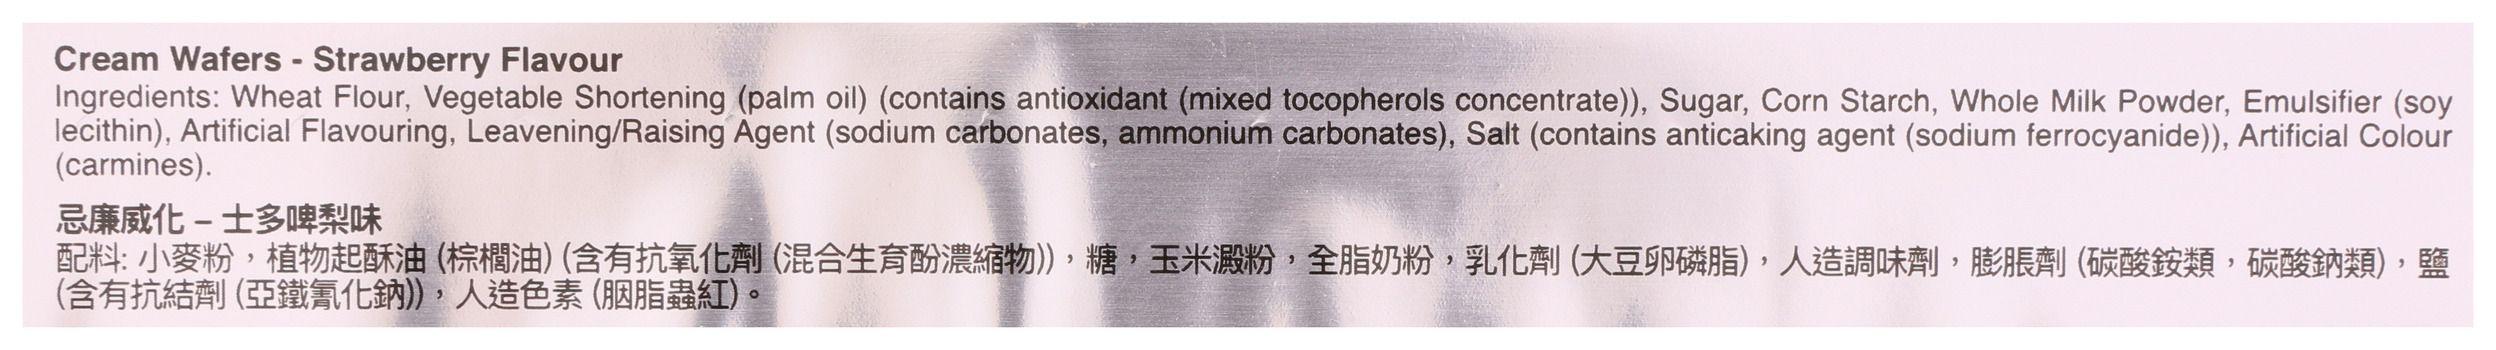 Cream Wafers - Strawberry Flavour
Ingredients: Wheat Flour, Vegetable Shortening (palm oil) (contains antioxidant (mixed tocopherols concentrate)), Sugar, Corn Starch, Whole Milk Powder, Emulsifier (soy
lecithin), Artificial Flavouring, Leavening/Raising Agent (sodium carbonates, ammonium carbonates), Salt (contains anticaking agent (sodium ferrocyanide)), Artificial Colour
(carmines).
忌廉威化 – 士多啤梨味
配料: 小麥粉，植物起酥油 (棕櫚油) (含有抗氧化劑 (混合生育酚濃縮物))，糖，玉米澱粉，全脂奶粉，乳化劑 (大豆卵磷脂)，人造調味劑，膨脹劑 (碳酸銨類，碳酸鈉類)，鹽
(含有抗結劑 (亞鐵氰化鈉))，人造色素 (胭脂蟲紅)。